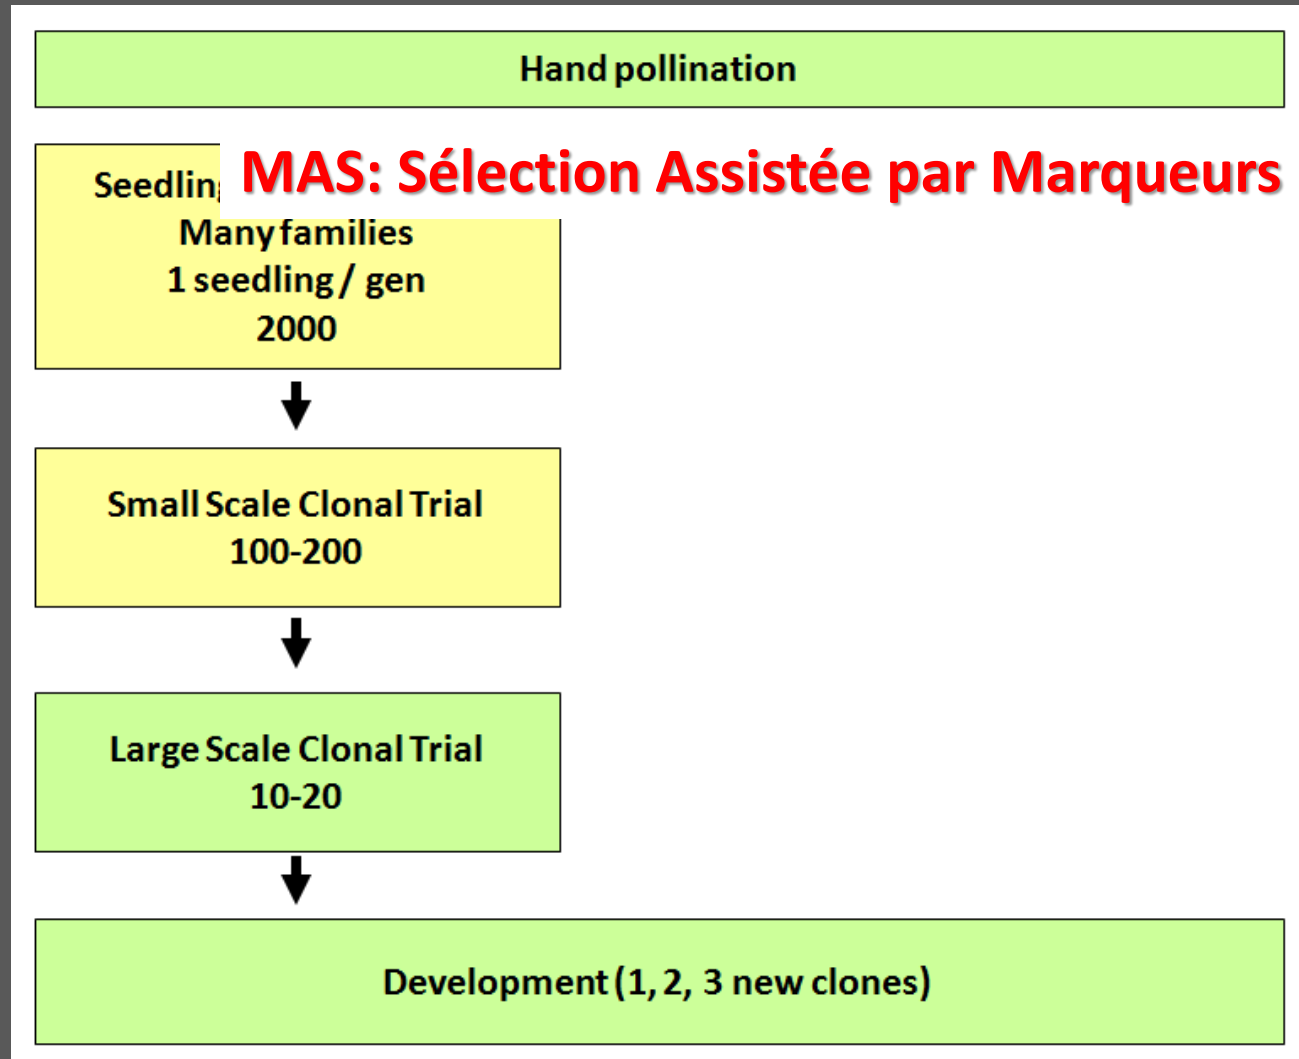 Hand pollination
MAS: Sélection Assistée par Marqueurs
Many families
1 seedling / gen
2000
Small Scale Clonal Trial
100-200
Large Scale Clonal Trial
10-20
Development (1, 2, 3 new clones)